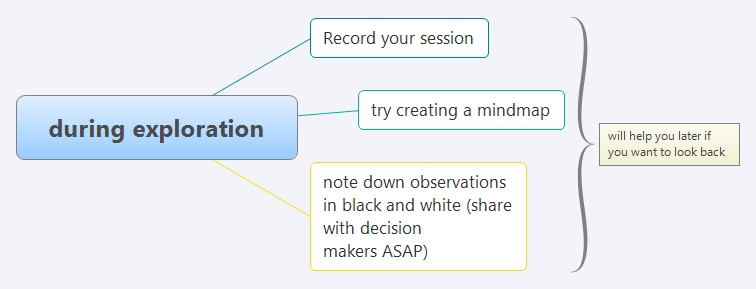 during exploration
Record your session
try creating a mindmap
note down observations
in black and white (share
with decision
makers ASAP)
will help you later if
you want to look back